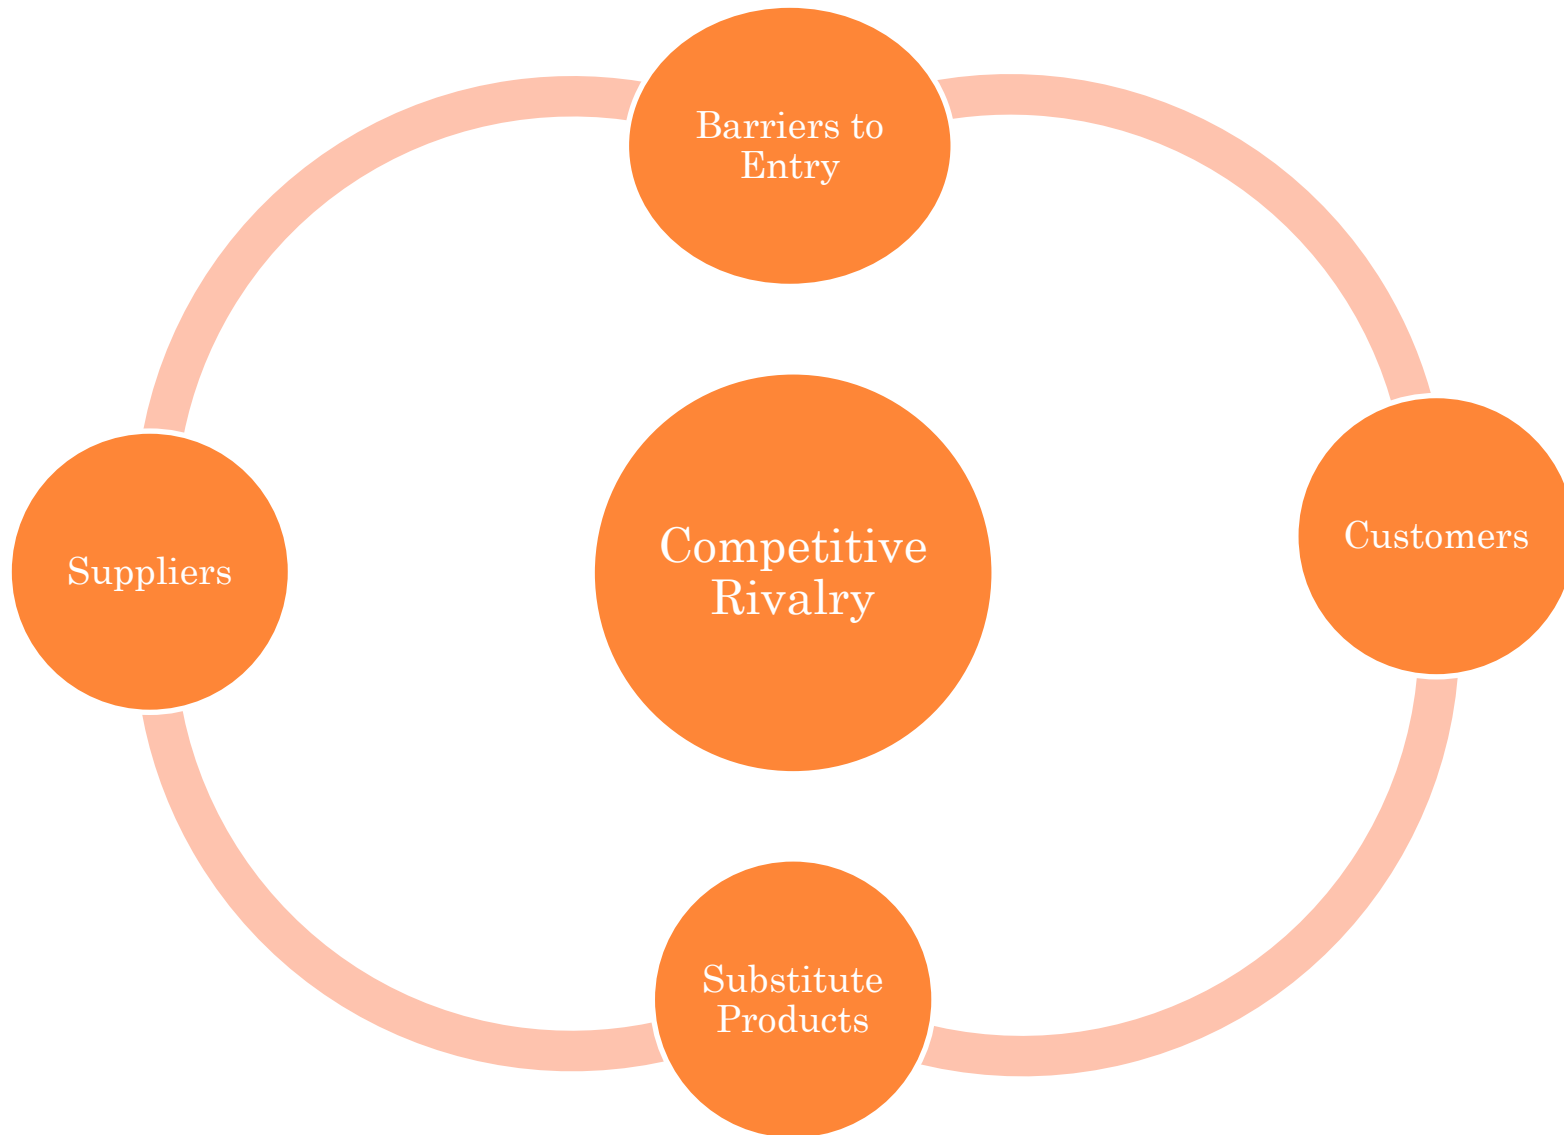 Barriers to
Entry
Suppliers
Competitive
Rivalry
Customers
Substitute
Products